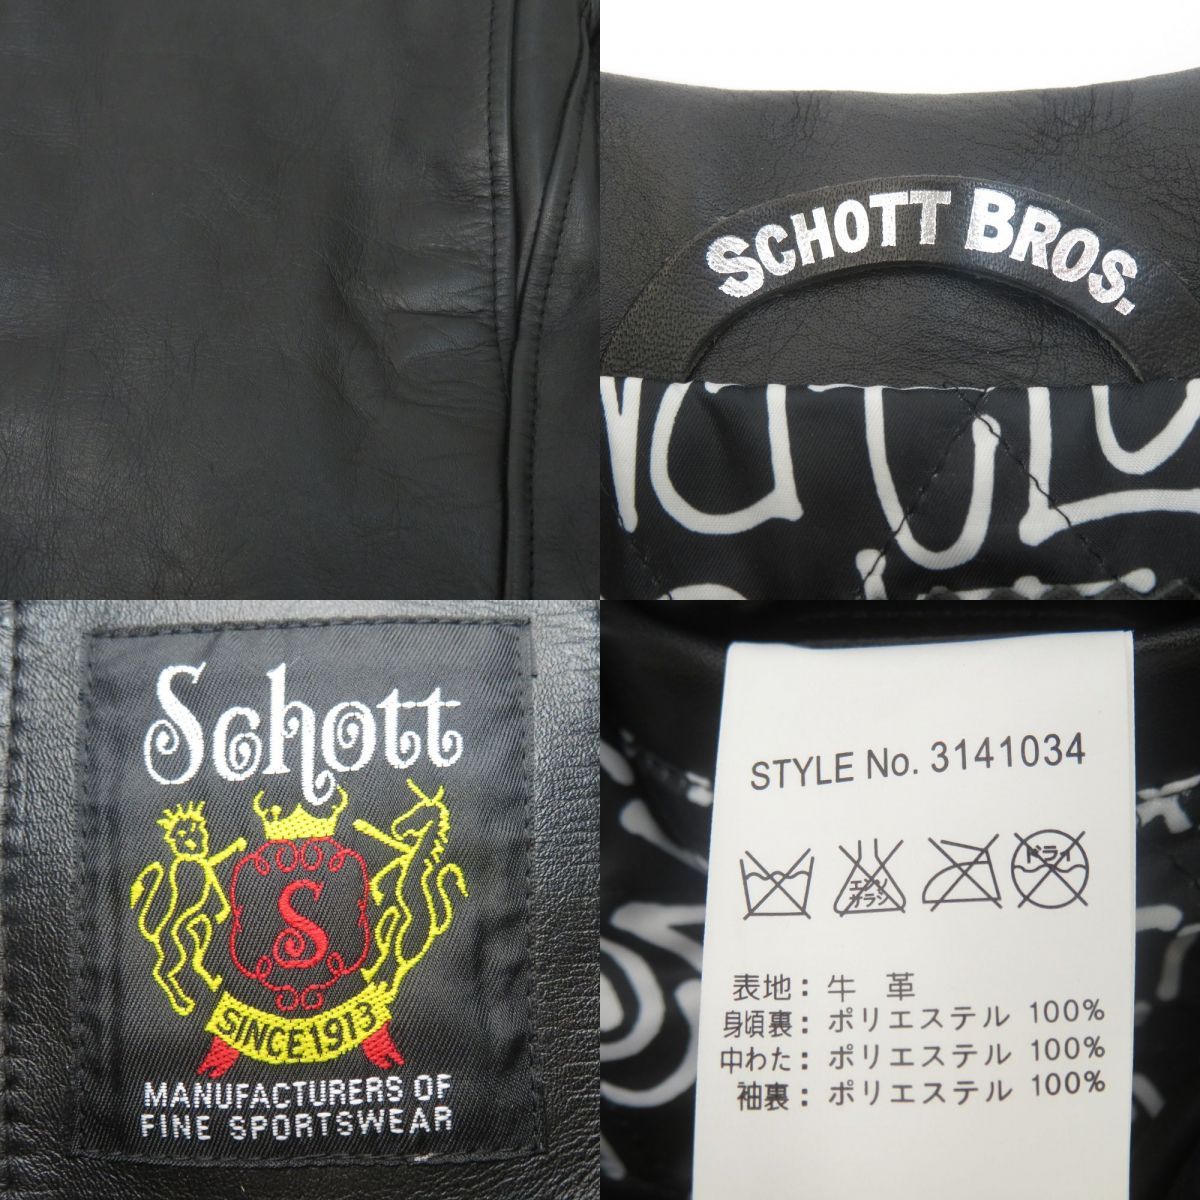 SCHOTT BROS.
Schott
S
SINCE 1913
MANUFACTURERS OF
FINE SPORTSWEAR
STYLE No. 3141034
エンソ
サラシ
ドライ
表地: 牛 革
身頃裏: ポリエステル 100%
中わた: ポリエステル 100%
袖裏: ポリエステル 100%